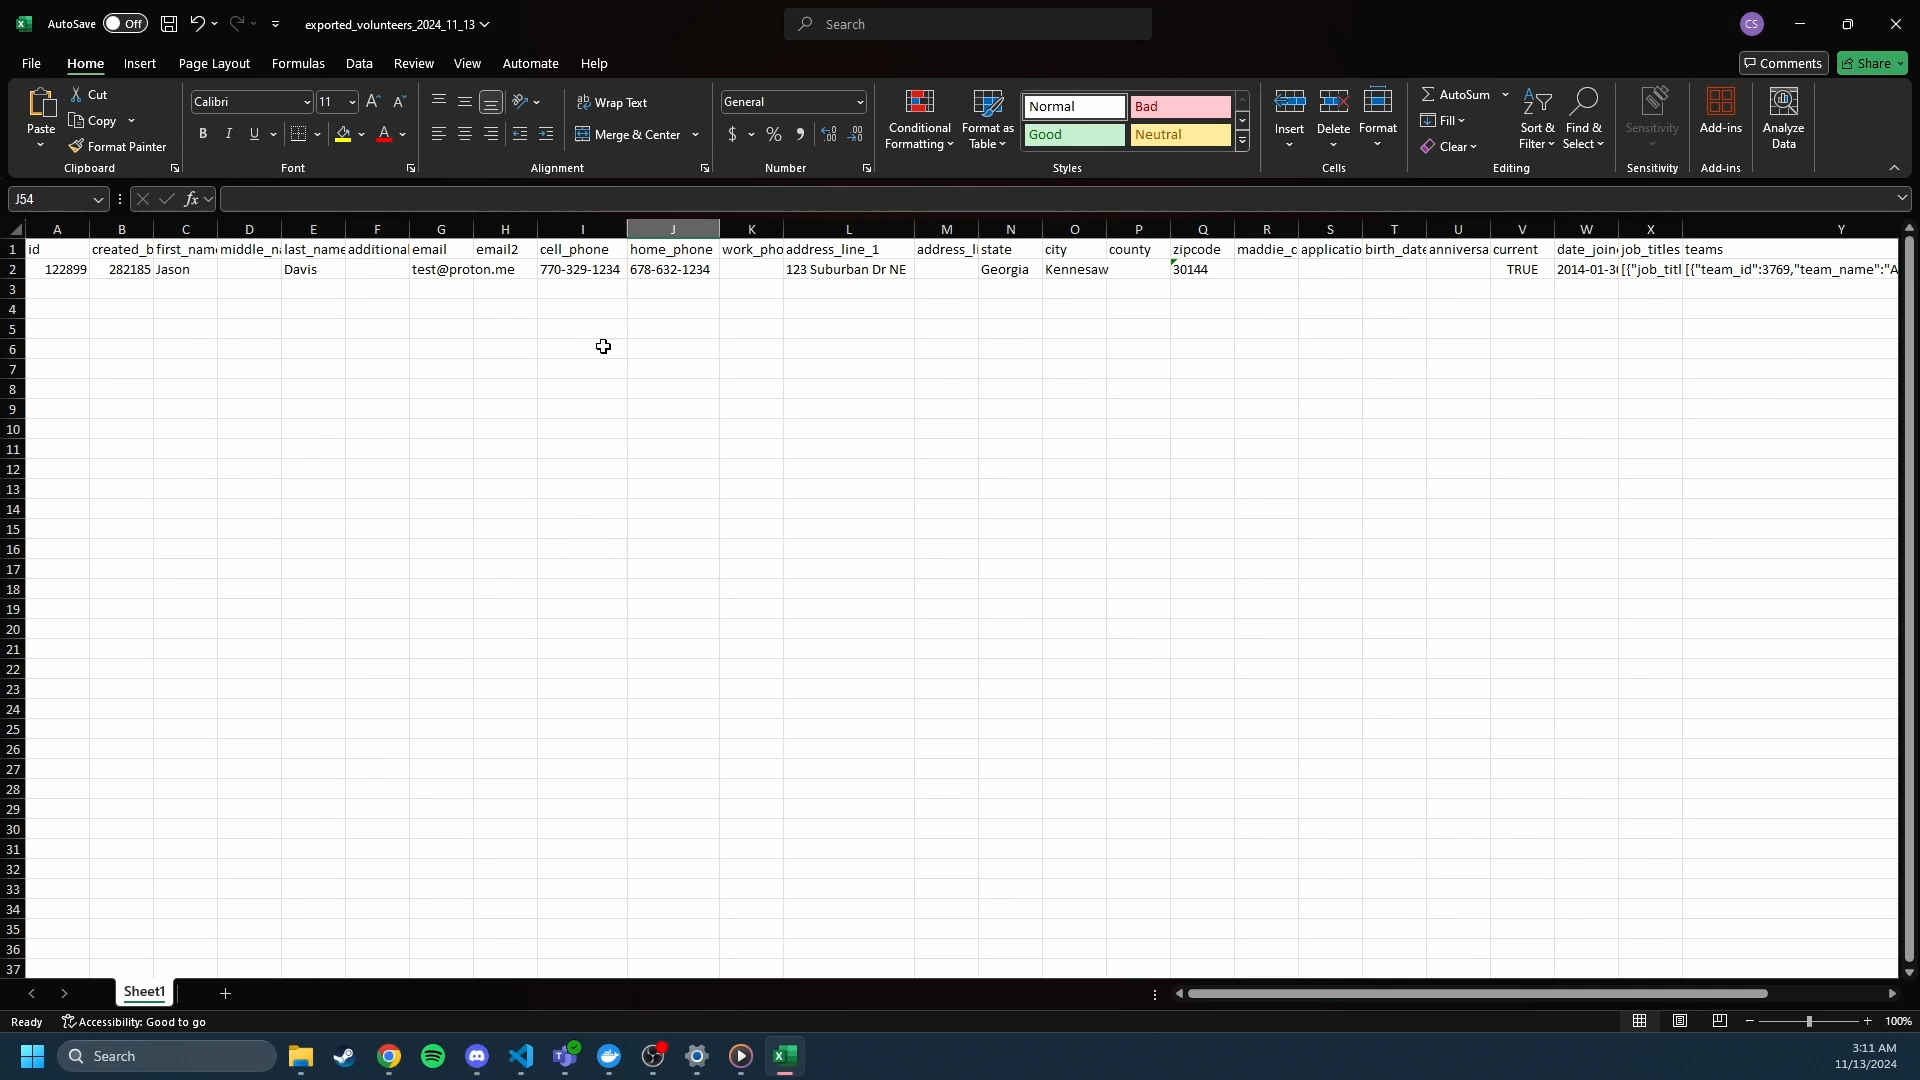 AutoSave Off exported_volunteers_2024_11_13 Search CS
File Home Insert Page Layout Formulas Data Review View Automate Help Comments Share
Paste Cut Copy Format Painter Clipboard
Calibri 11 A A B I U A Font
Wrap Text Merge & Center Alignment
General $ % Number
Conditional Formatting Format as Table Normal Bad Good Neutral Styles
Insert Delete Format Cells
AutoSum Fill Clear Sort & Filter Find & Select Editing
Sensitivity Sensitivity
Add-ins Add-ins
Analyze Data
J54 fx
A B C D E F G H I J K L M N O P Q R S T U V W X Y
1 id created_b first_name middle_na last_name additional email email2 cell_phone home_phone work_pho address_line_1 address_li state city county zipcode maddie_c applicatio birth_date anniversa current date_join job_titles teams
2 122899 282185 Jason Davis test@proton.me 770-329-1234 678-632-1234 123 Suburban Dr NE Georgia Kennesaw 30144 TRUE 2014-01-30 [{"job_titl [{"team_id":3769,"team_name":"A
3
4
5
6
7
8
9
10
11
12
13
14
15
16
17
18
19
20
21
22
23
24
25
26
27
28
29
30
31
32
33
34
35
36
37
Sheet1
Ready Accessibility: Good to go 100%
Search
3:11 AM
11/13/2024